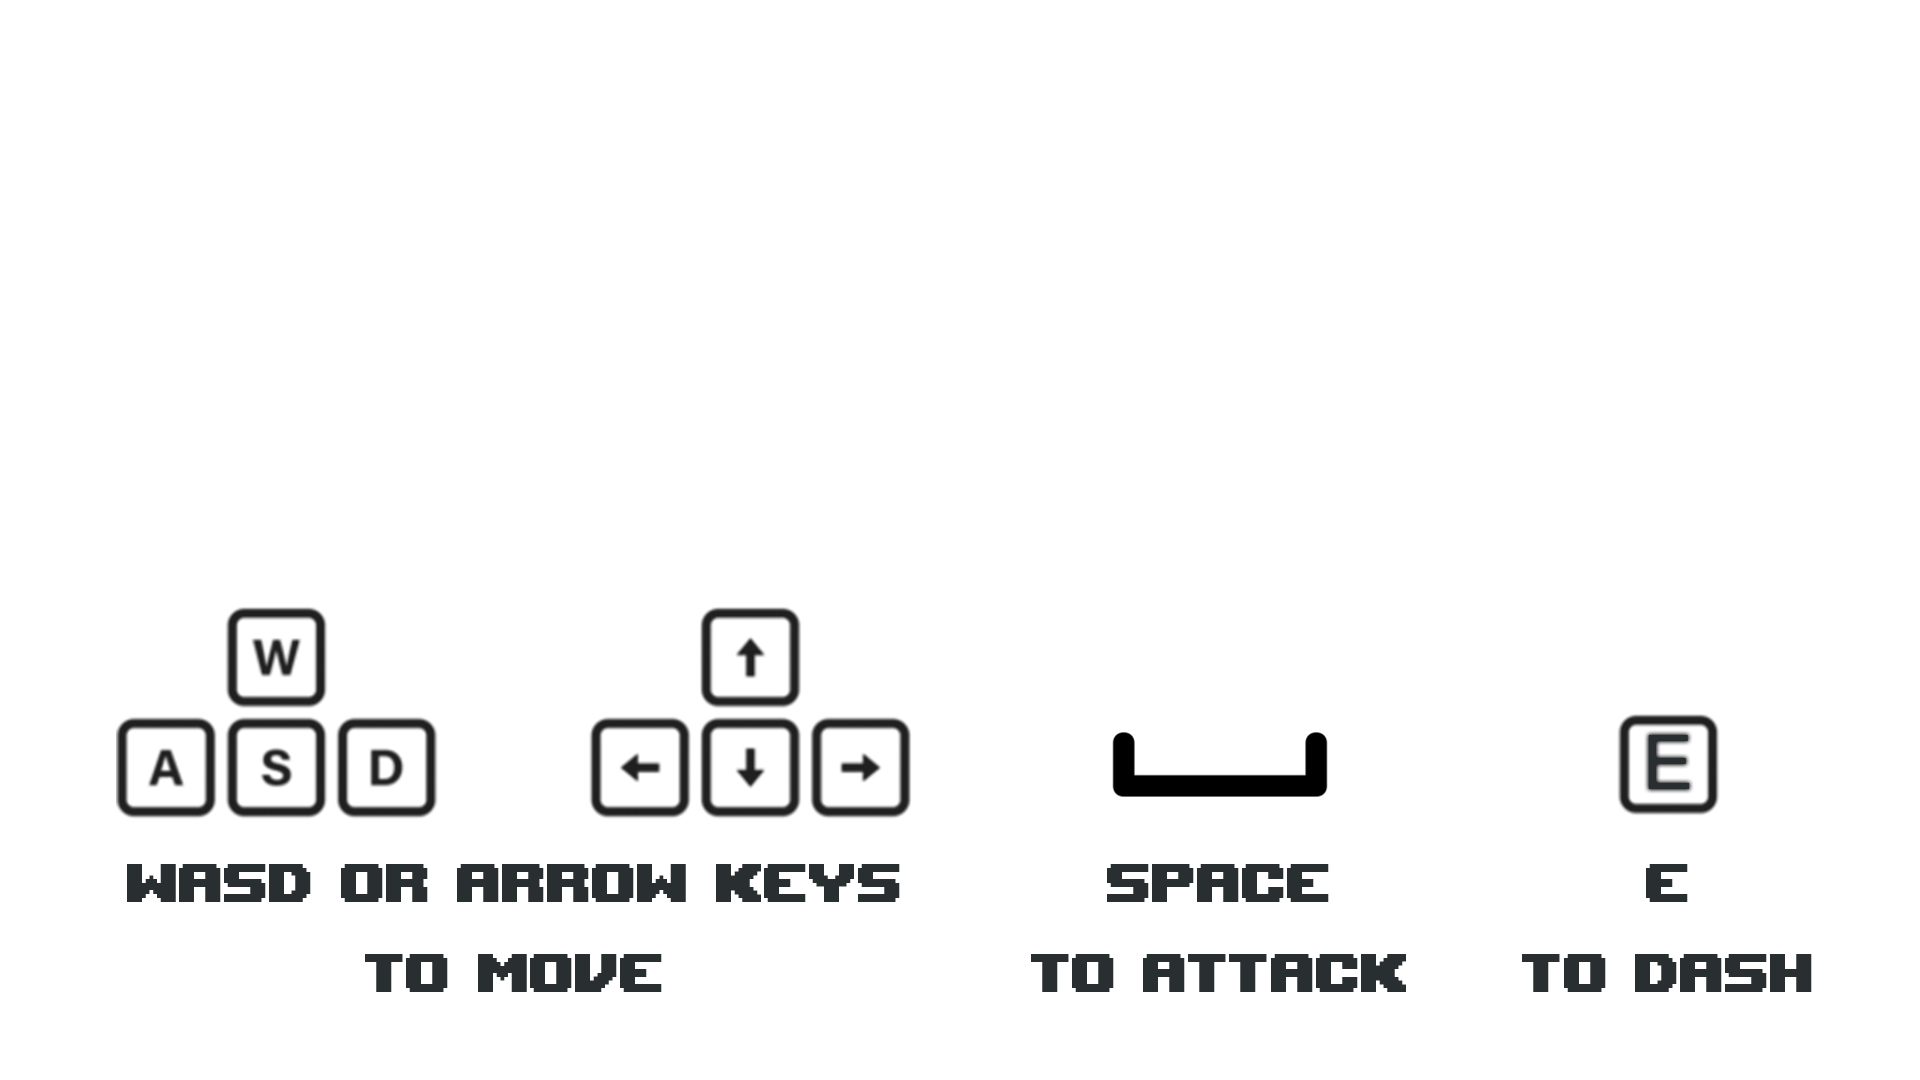 W
A S D
↑
← ↓ →
E
WASD OR ARROW KEYS
TO MOVE
SPACE
TO ATTACK
E
TO DASH